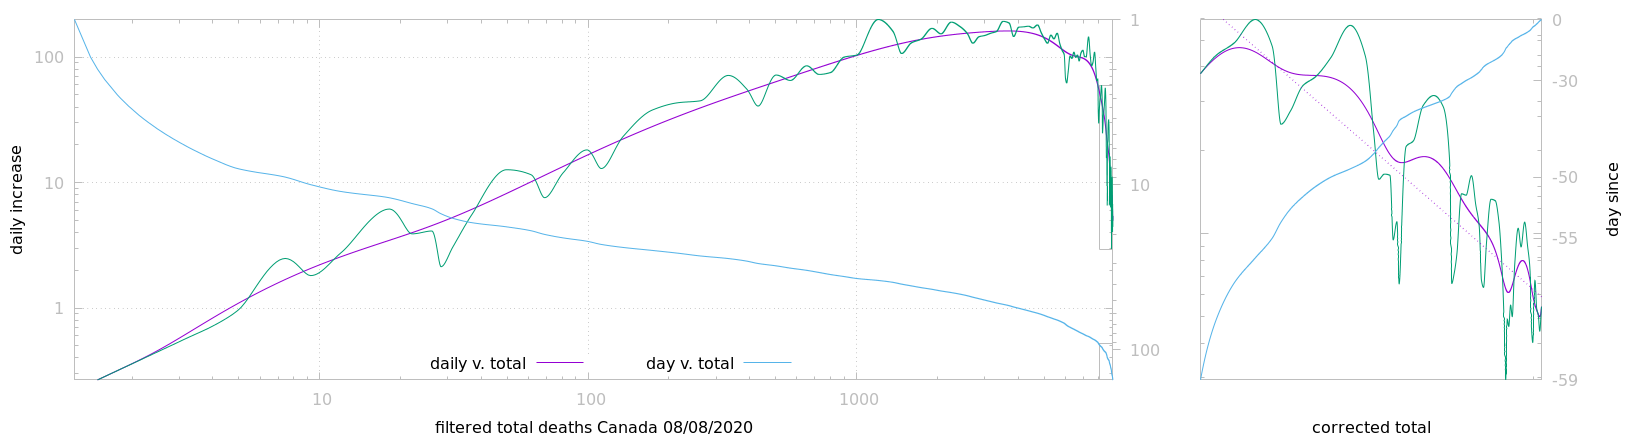 100
10
1
daily increase
daily v. total
day v. total
10
100
1000
filtered total deaths Canada 08/08/2020
1
10
100
0
-30
-50
-55
-59
day since
corrected total